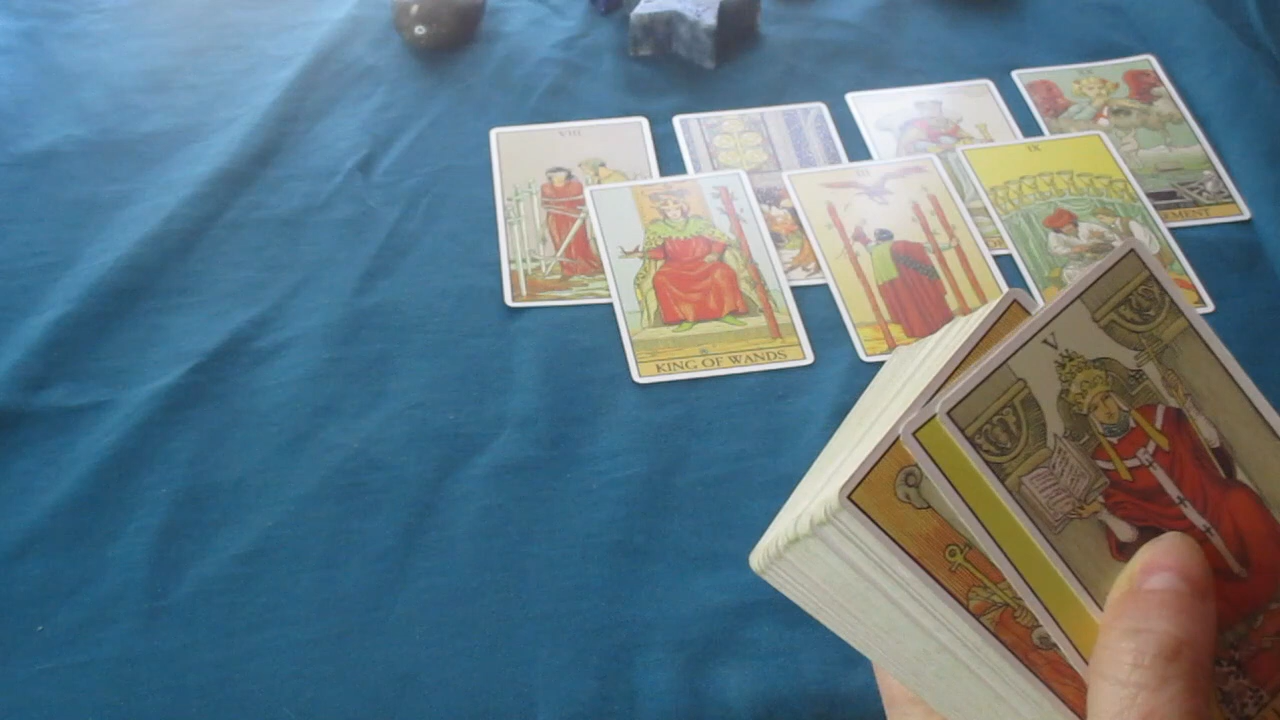 VIII
III
IX
EMENT
KING OF WANDS
V